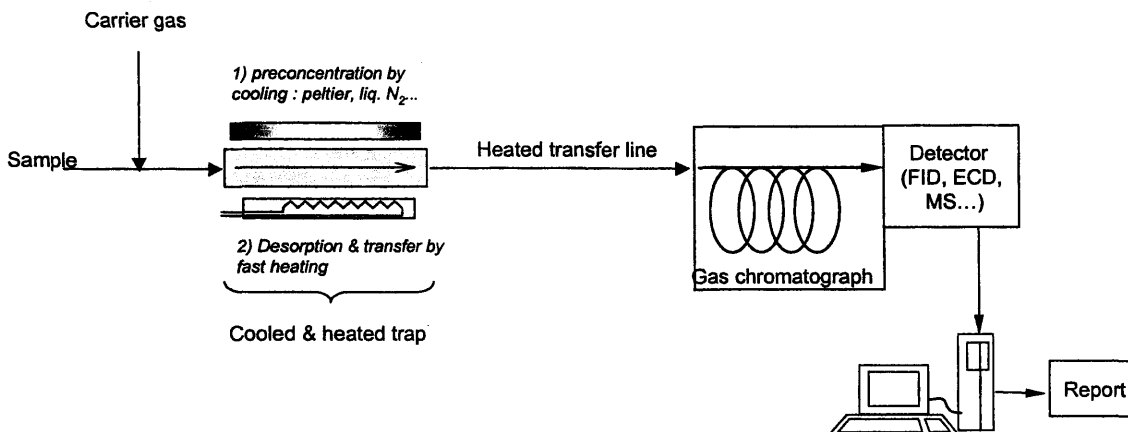 Carrier gas
1) preconcentration by
cooling : peltier, liq. N2...
Sample
Heated transfer line
Detector
(FID, ECD,
MS...)
2) Desorption & transfer by
fast heating
Gas chromatograph
Cooled & heated trap
Report